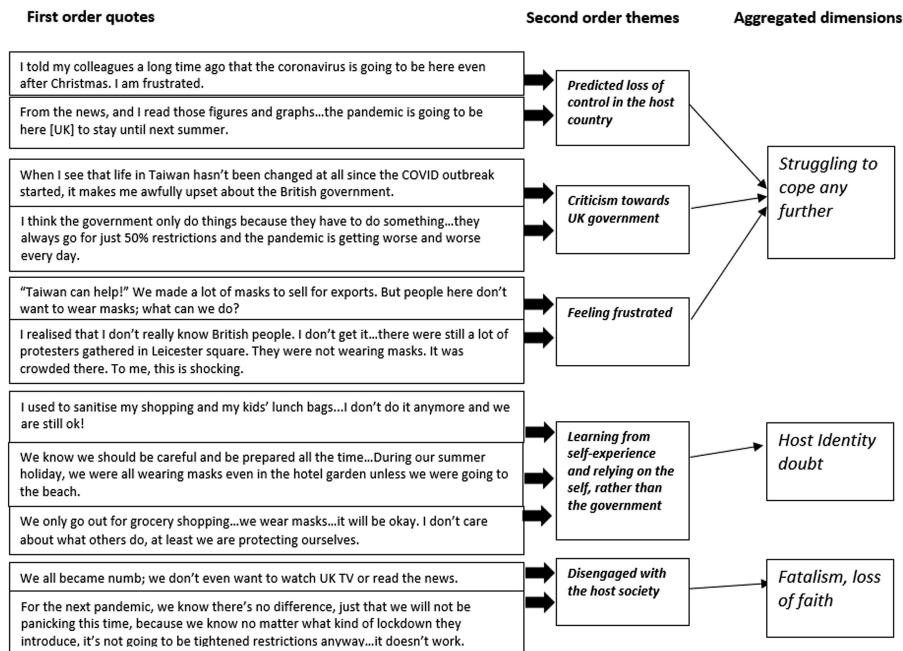 First order quotes
Second order themes
Aggregated dimensions
I told my colleagues a long time ago that the coronavirus is going to be here even
after Christmas. I am frustrated.
From the news, and I read those figures and graphs…the pandemic is going to be
here [UK] to stay until next summer.
Predicted loss of
control in the host
country
When I see that life in Taiwan hasn’t been changed at all since the COVID outbreak
started, it makes me awfully upset about the British government.
I think the government only do things because they have to do something…they
always go for just 50% restrictions and the pandemic is getting worse and worse
every day.
Criticism towards
UK government
“Taiwan can help!” We made a lot of masks to sell for exports. But people here don’t
want to wear masks; what can we do?
I realised that I don’t really know British people. I don’t get it…there were still a lot of
protesters gathered in Leicester square. They were not wearing masks. It was
crowded there. To me, this is shocking.
Feeling frustrated
Struggling to
cope any
further
I used to sanitise my shopping and my kids’ lunch bags...I don’t do it anymore and we
are still ok!
We know we should be careful and be prepared all the time…During our summer
holiday, we were all wearing masks even in the hotel garden unless we were going to
the beach.
We only go out for grocery shopping…we wear masks…it will be okay. I don’t care
about what others do, at least we are protecting ourselves.
Learning from
self-experience
and relying on the
self, rather than
the government
Host Identity
doubt
We all became numb; we don’t even want to watch UK TV or read the news.
For the next pandemic, we know there’s no difference, just that we will not be
panicking this time, because we know no matter what kind of lockdown they
introduce, it’s not going to be tightened restrictions anyway…it doesn’t work.
Disengaged with
the host society
Fatalism, loss
of faith